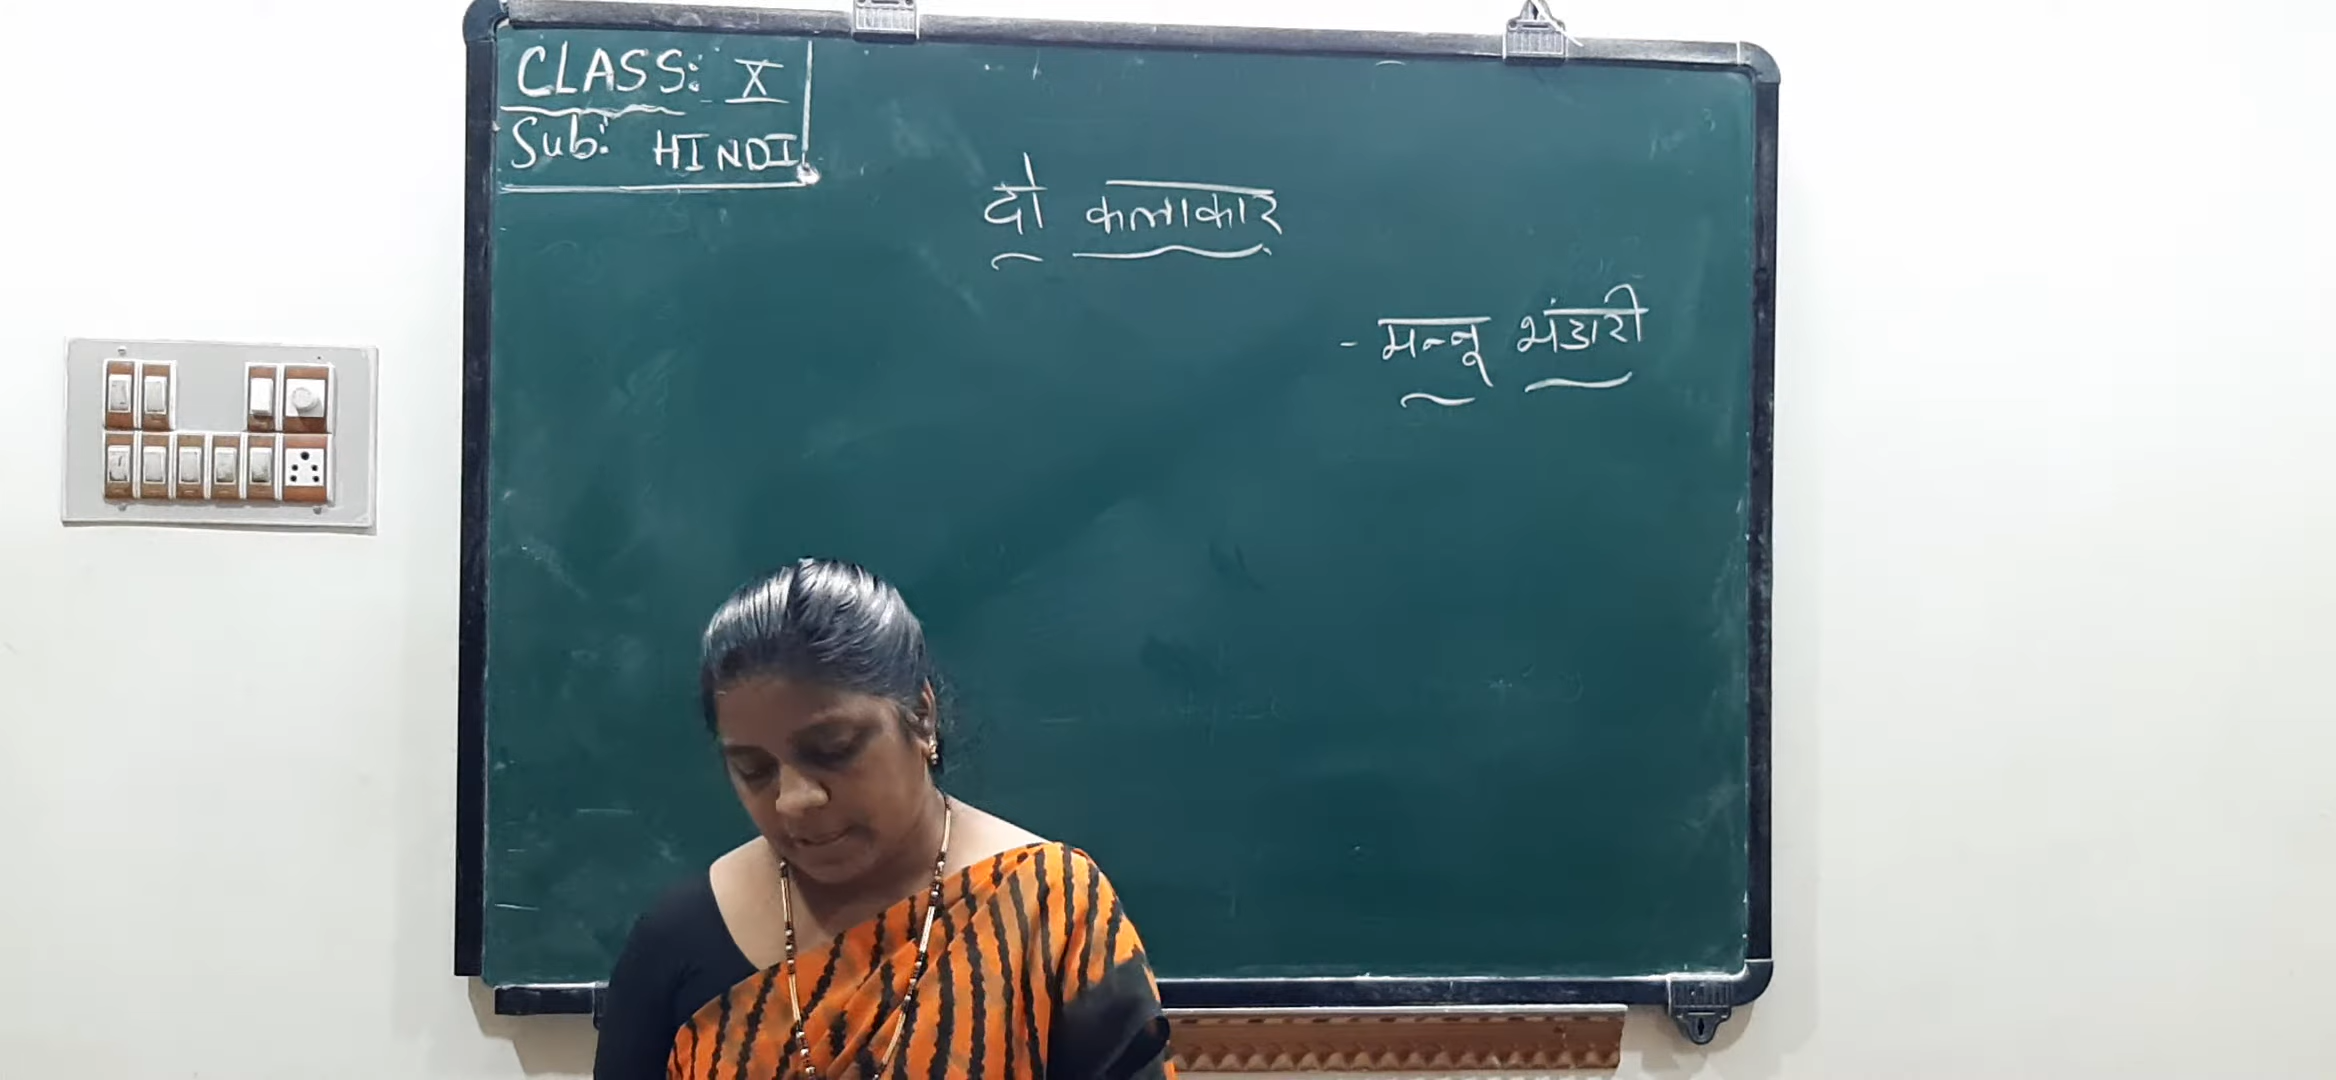 CLASS: X
Sub: HINDI
दो कलाकार
- मन्नू भंडारी